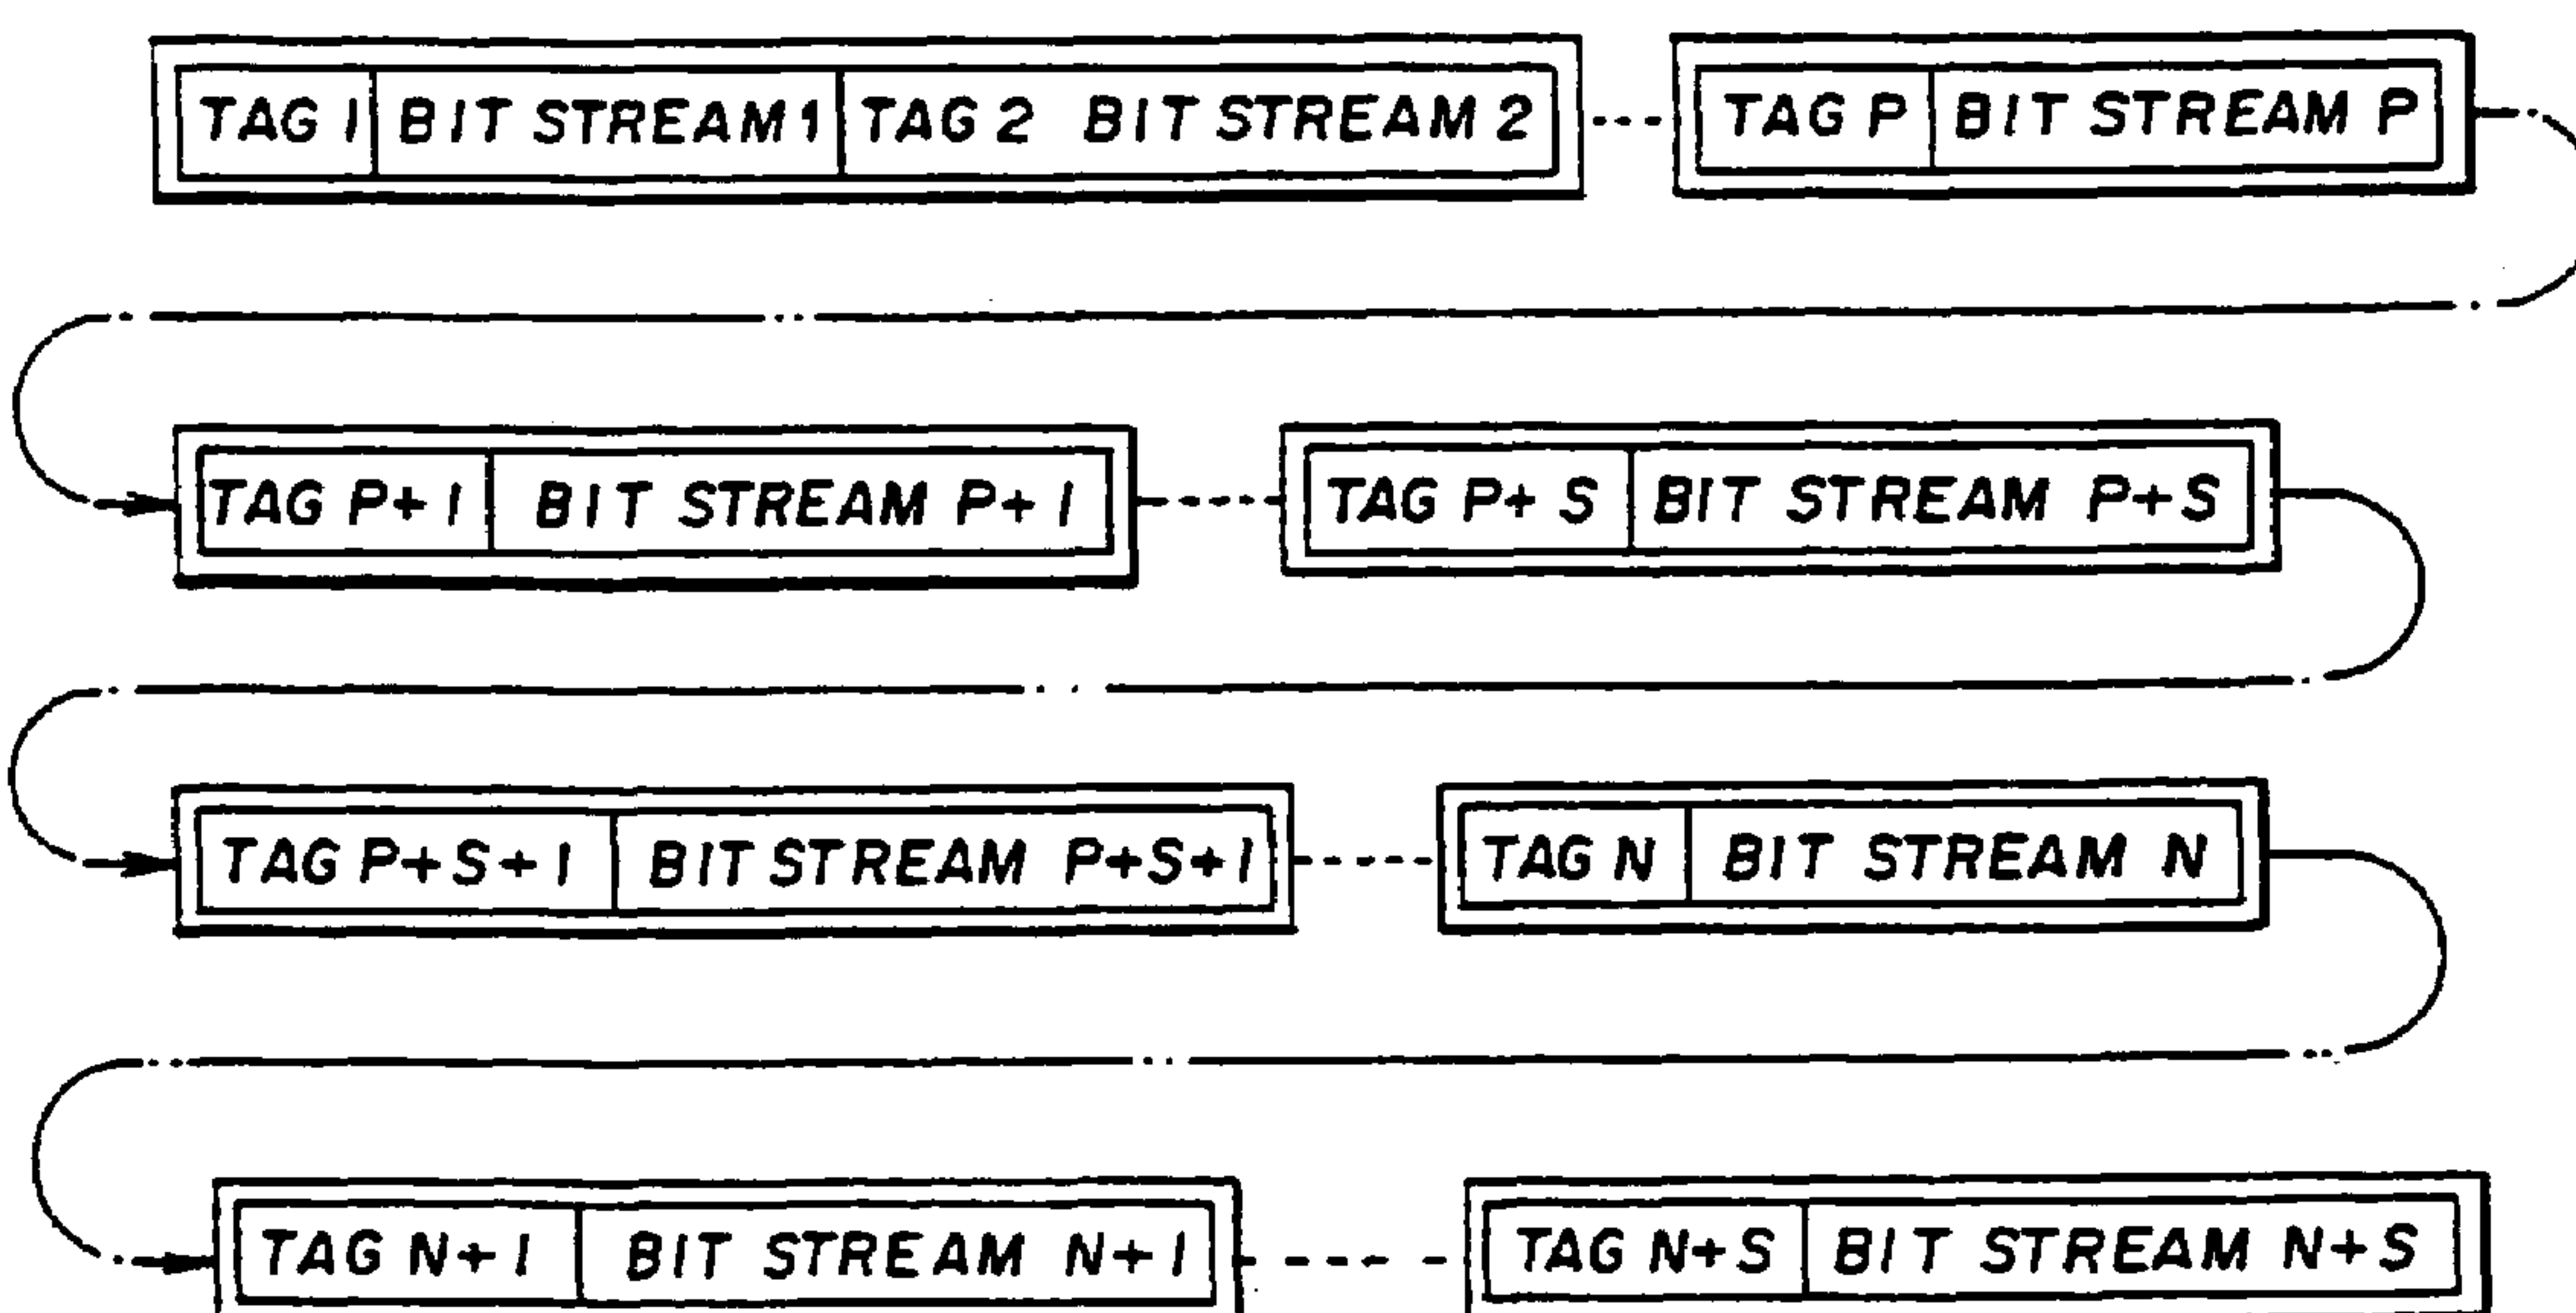 TAG 1 BIT STREAM 1 TAG 2 BIT STREAM 2 TAG P BIT STREAM P
TAG P+1 BIT STREAM P+1 TAG P+S BIT STREAM P+S
TAG P+S+1 BIT STREAM P+S+1 TAG N BIT STREAM N
TAG N+1 BIT STREAM N+1 TAG N+S BIT STREAM N+S